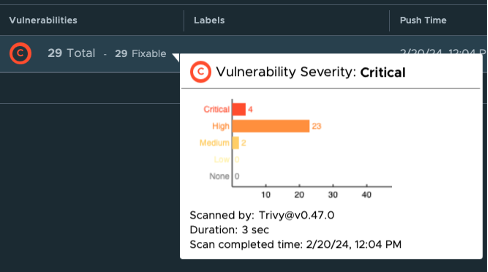 Vulnerabilities Labels Push Time
C 29 Total - 29 Fixable 2/20/24, 12:04 P
C Vulnerability Severity: Critical
Critical 4
High 23
Medium 2
Low 0
None 0
10 20 30 40
Scanned by: Trivy@v0.47.0
Duration: 3 sec
Scan completed time: 2/20/24, 12:04 PM